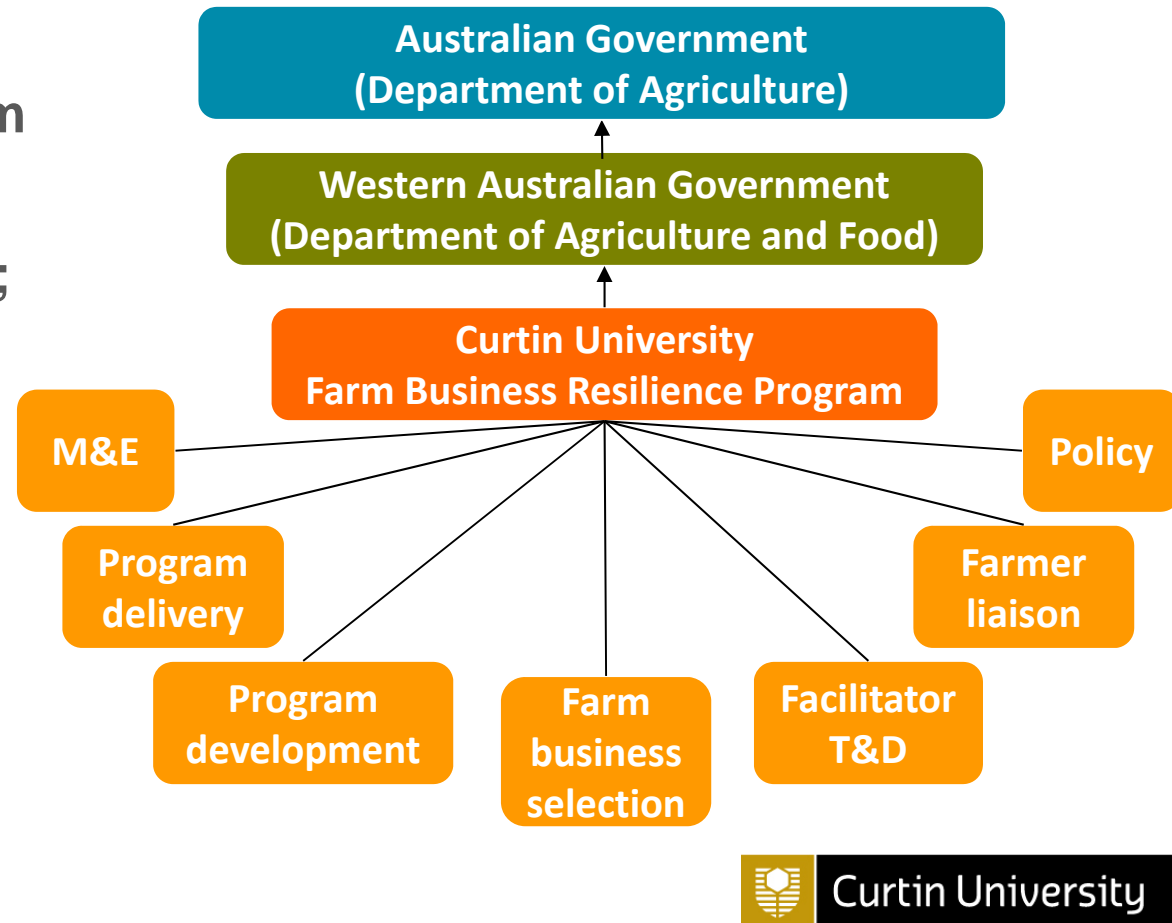 Australian Government
(Department of Agriculture)
m
Western Australian Government
(Department of Agriculture and Food)
;
Curtin University
Farm Business Resilience Program
M&E
Policy
Program
delivery
Farmer
liaison
Program
development
Farm
business
selection
Facilitator
T&D
Curtin University